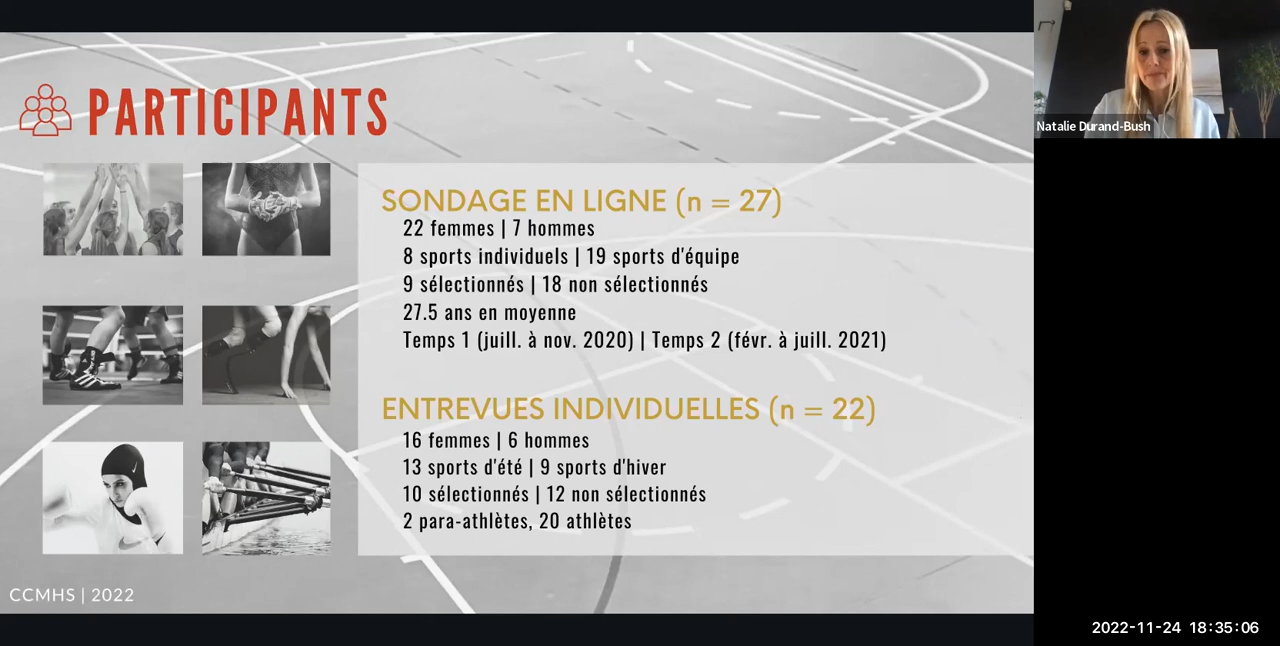 PARTICIPANTS
SONDAGE EN LIGNE (n = 27)
22 femmes | 7 hommes
8 sports individuels | 19 sports d'équipe
9 sélectionnés | 18 non sélectionnés
27.5 ans en moyenne
Temps 1 (juill. à nov. 2020) | Temps 2 (févr. à juill. 2021)
ENTREVUES INDIVIDUELLES (n = 22)
16 femmes | 6 hommes
13 sports d'été | 9 sports d'hiver
10 sélectionnés | 12 non sélectionnés
2 para-athlètes, 20 athlètes
CCMHS | 2022
Natalie Durand-Bush
2022-11-24 18:35:06